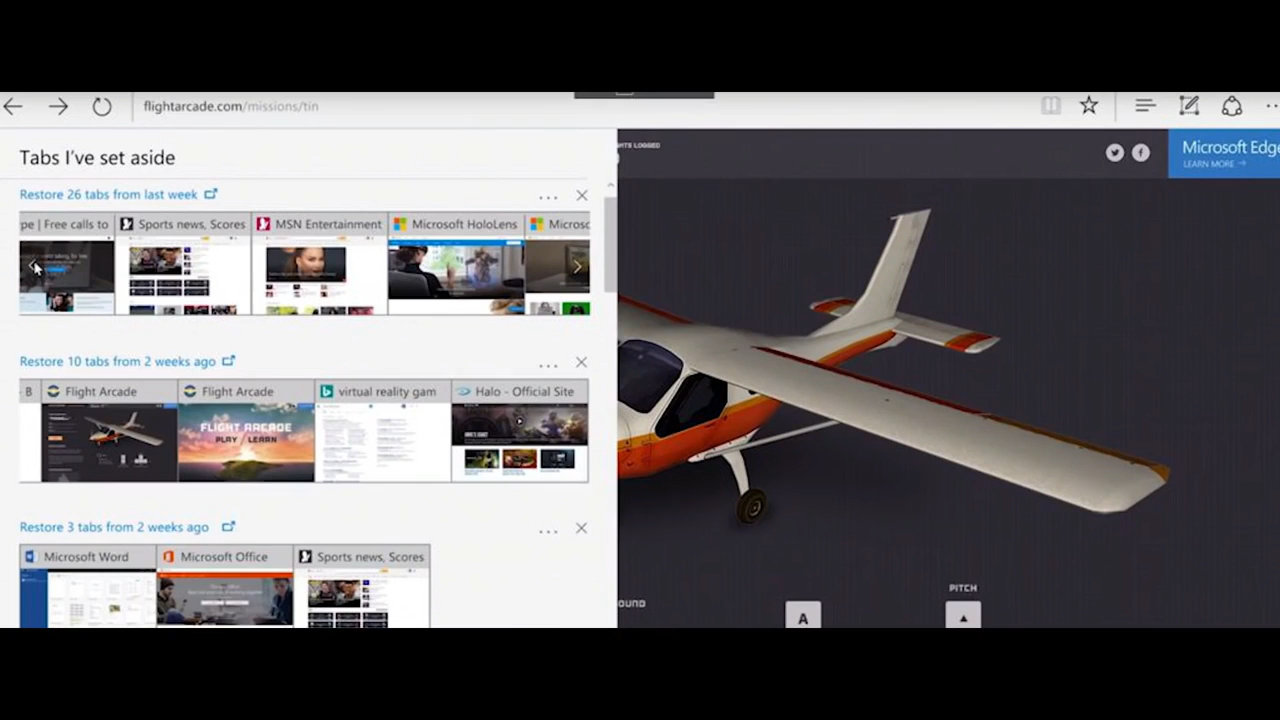 flightarcade.com/missions/tin
Tabs I've set aside
Restore 26 tabs from last week
pe | Free calls to
Sports news, Scores
MSN Entertainment
Microsoft HoloLens
Microsc
Restore 10 tabs from 2 weeks ago
B
Flight Arcade
Flight Arcade
virtual reality gam
Halo - Official Site
FLIGHT ARCADE
PLAY LEARN
Restore 3 tabs from 2 weeks ago
Microsoft Word
Microsoft Office
Sports news, Scores
HTS LOGGED
Microsoft Edge
LEARN MORE
OUND
A
PITCH